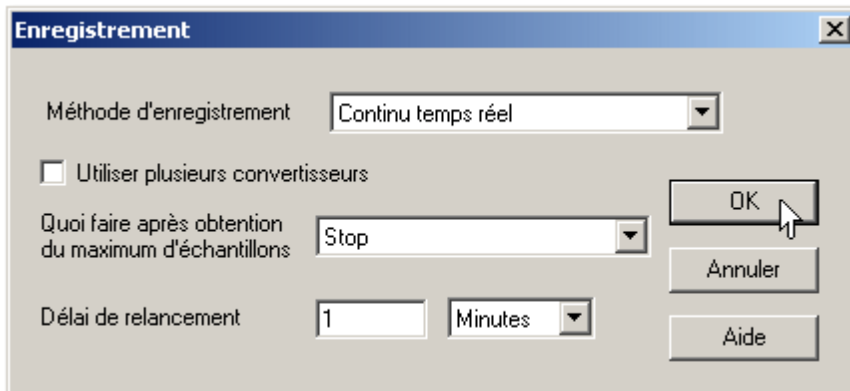 Enregistrement
Méthode d'enregistrement Continu temps réel
Utiliser plusieurs convertisseurs
OK
Quoi faire après obtention
du maximum d'échantillons
Stop
Annuler
Délai de relancement 1 Minutes
Aide